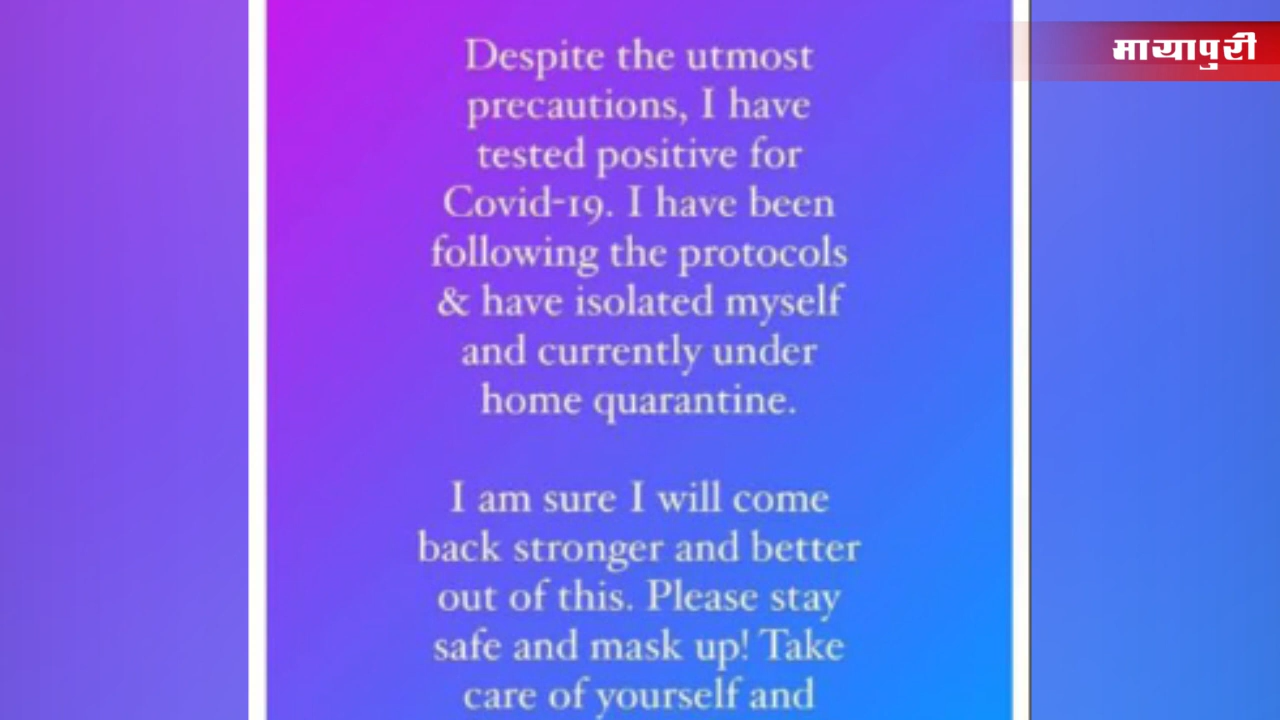 मायापुरी
Despite the utmost
precautions, I have
tested positive for
Covid-19. I have been
following the protocols
& have isolated myself
and currently under
home quarantine.
I am sure I will come
back stronger and better
out of this. Please stay
safe and mask up! Take
care of yourself and